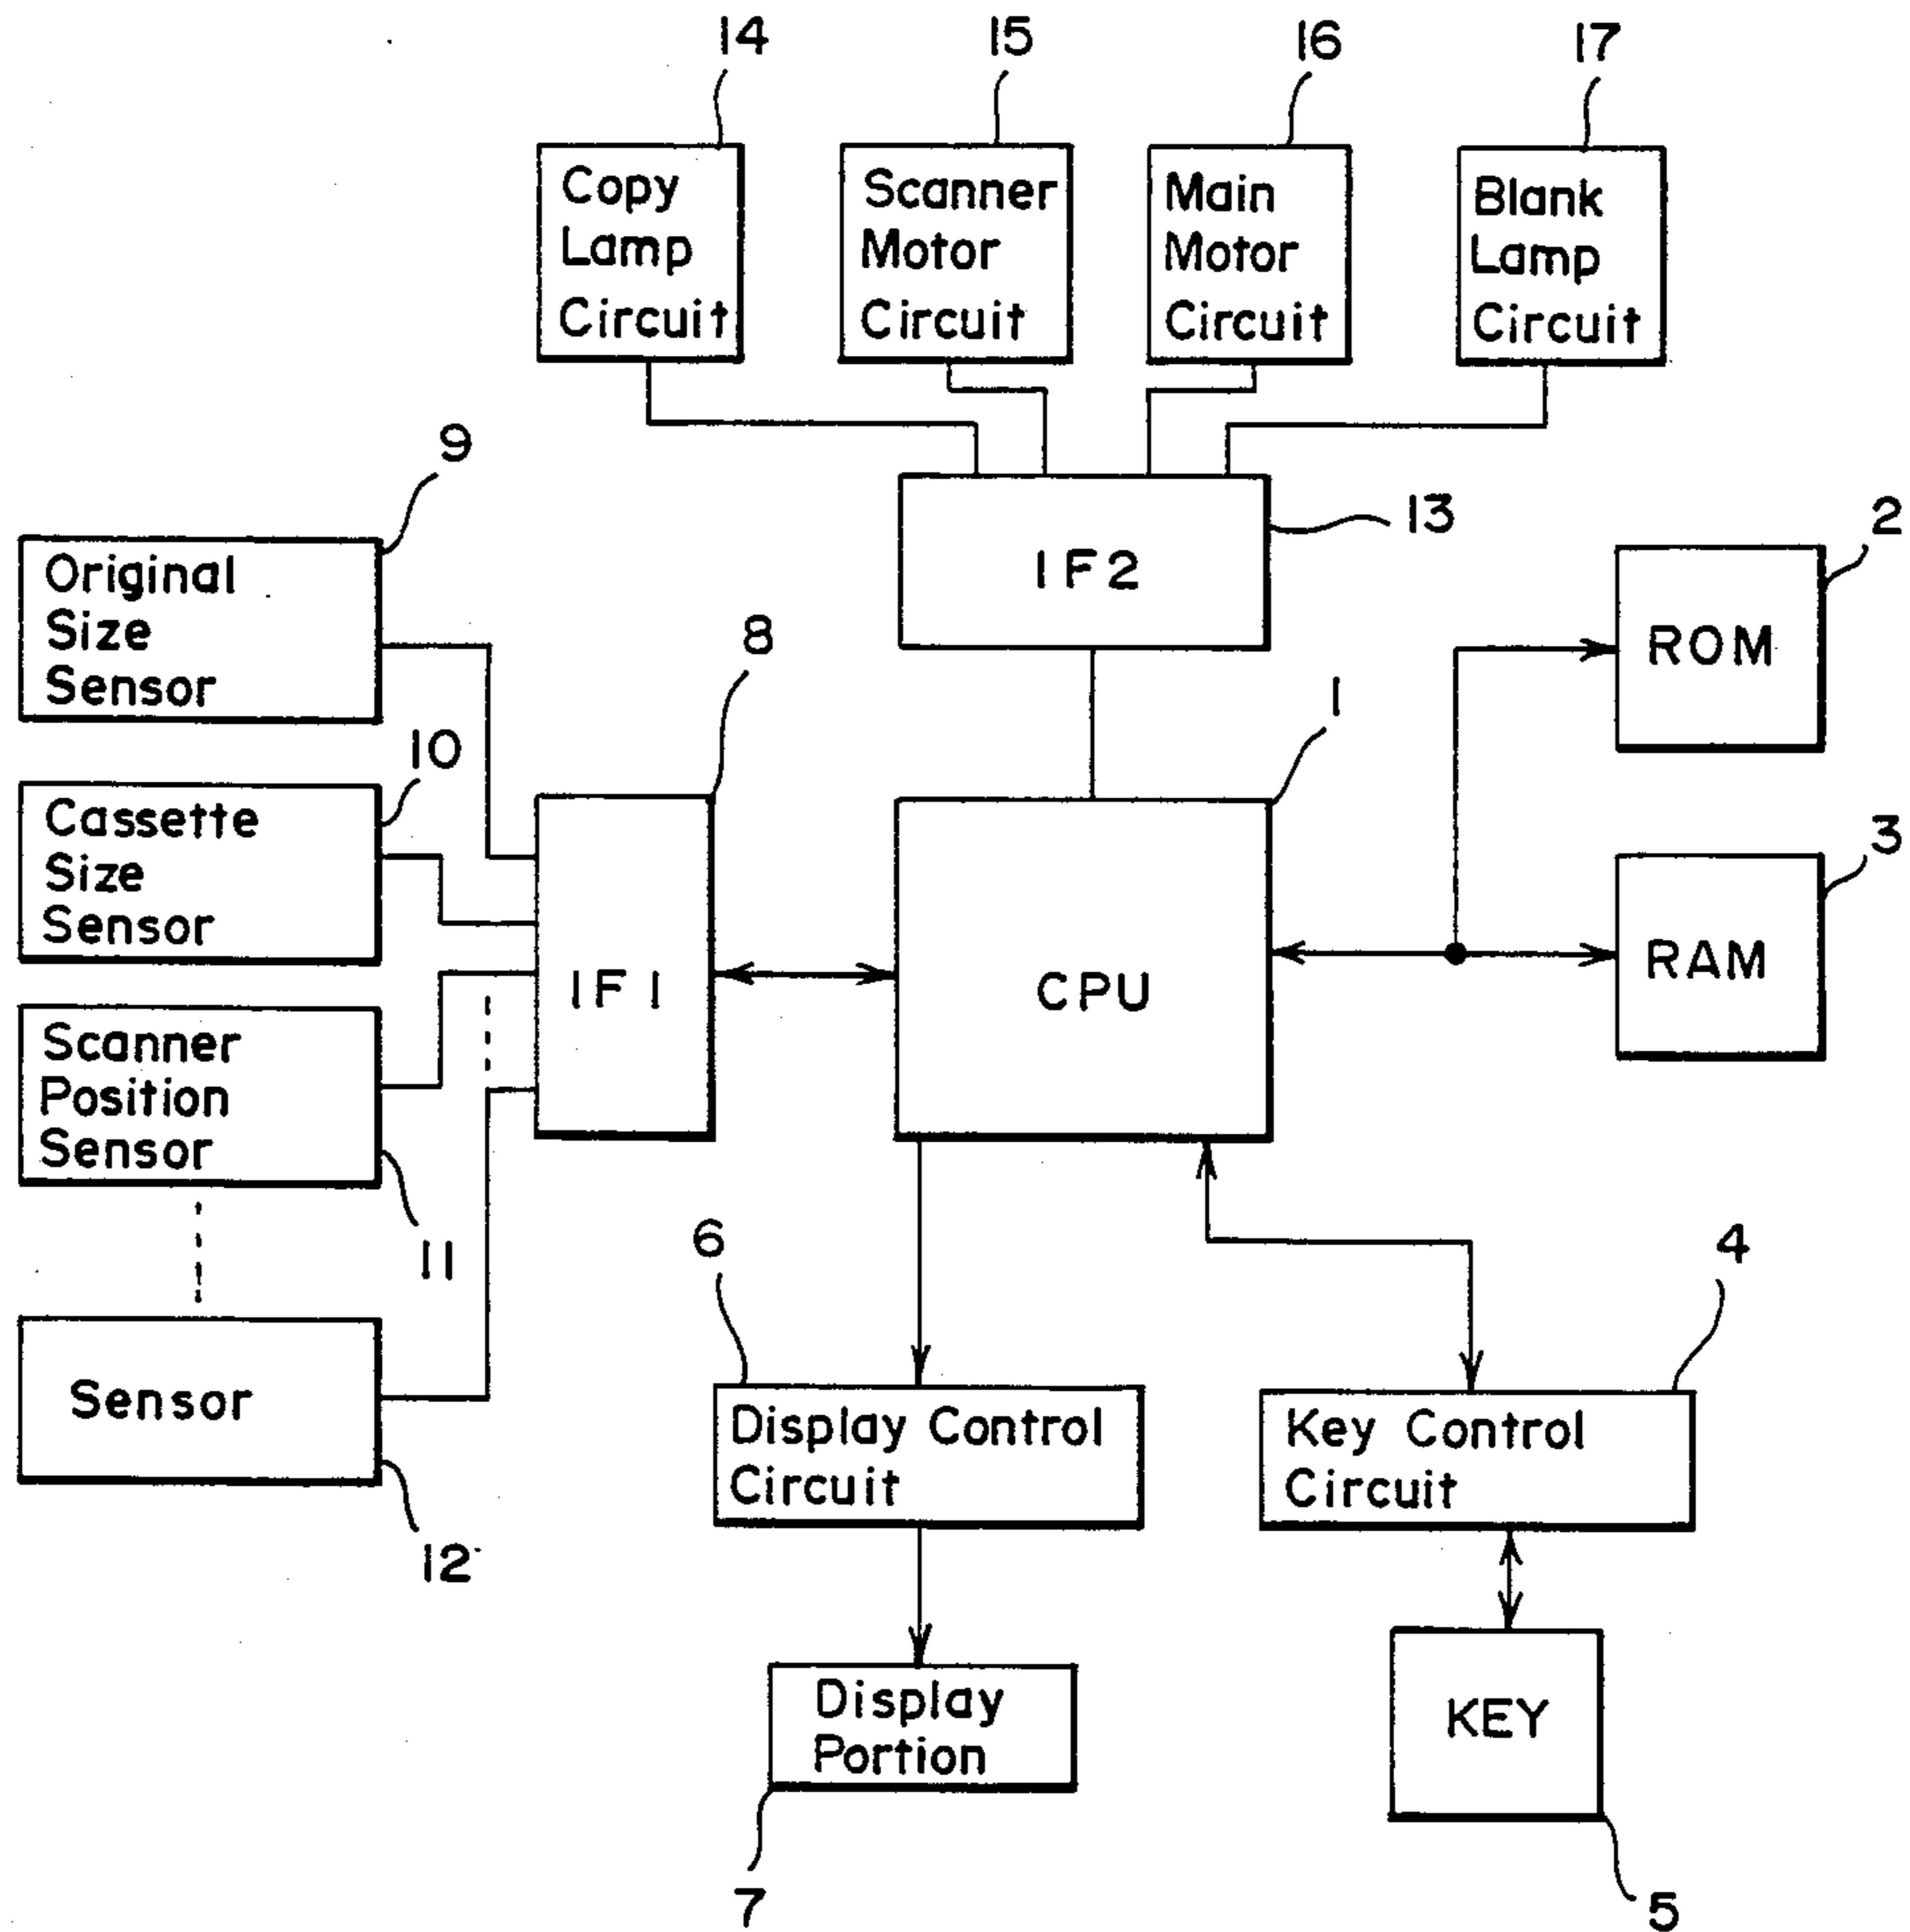 14
15
16
17
Copy
Lamp
Circuit
Scanner
Motor
Circuit
Main
Motor
Circuit
Blank
Lamp
Circuit
9
13
2
Original
Size
Sensor
IF2
ROM
8
1
10
3
Cassette
Size
Sensor
IF1
CPU
RAM
Scanner
Position
Sensor
11
6
4
Sensor
Display Control
Circuit
Key Control
Circuit
12
Display
Portion
KEY
7
5